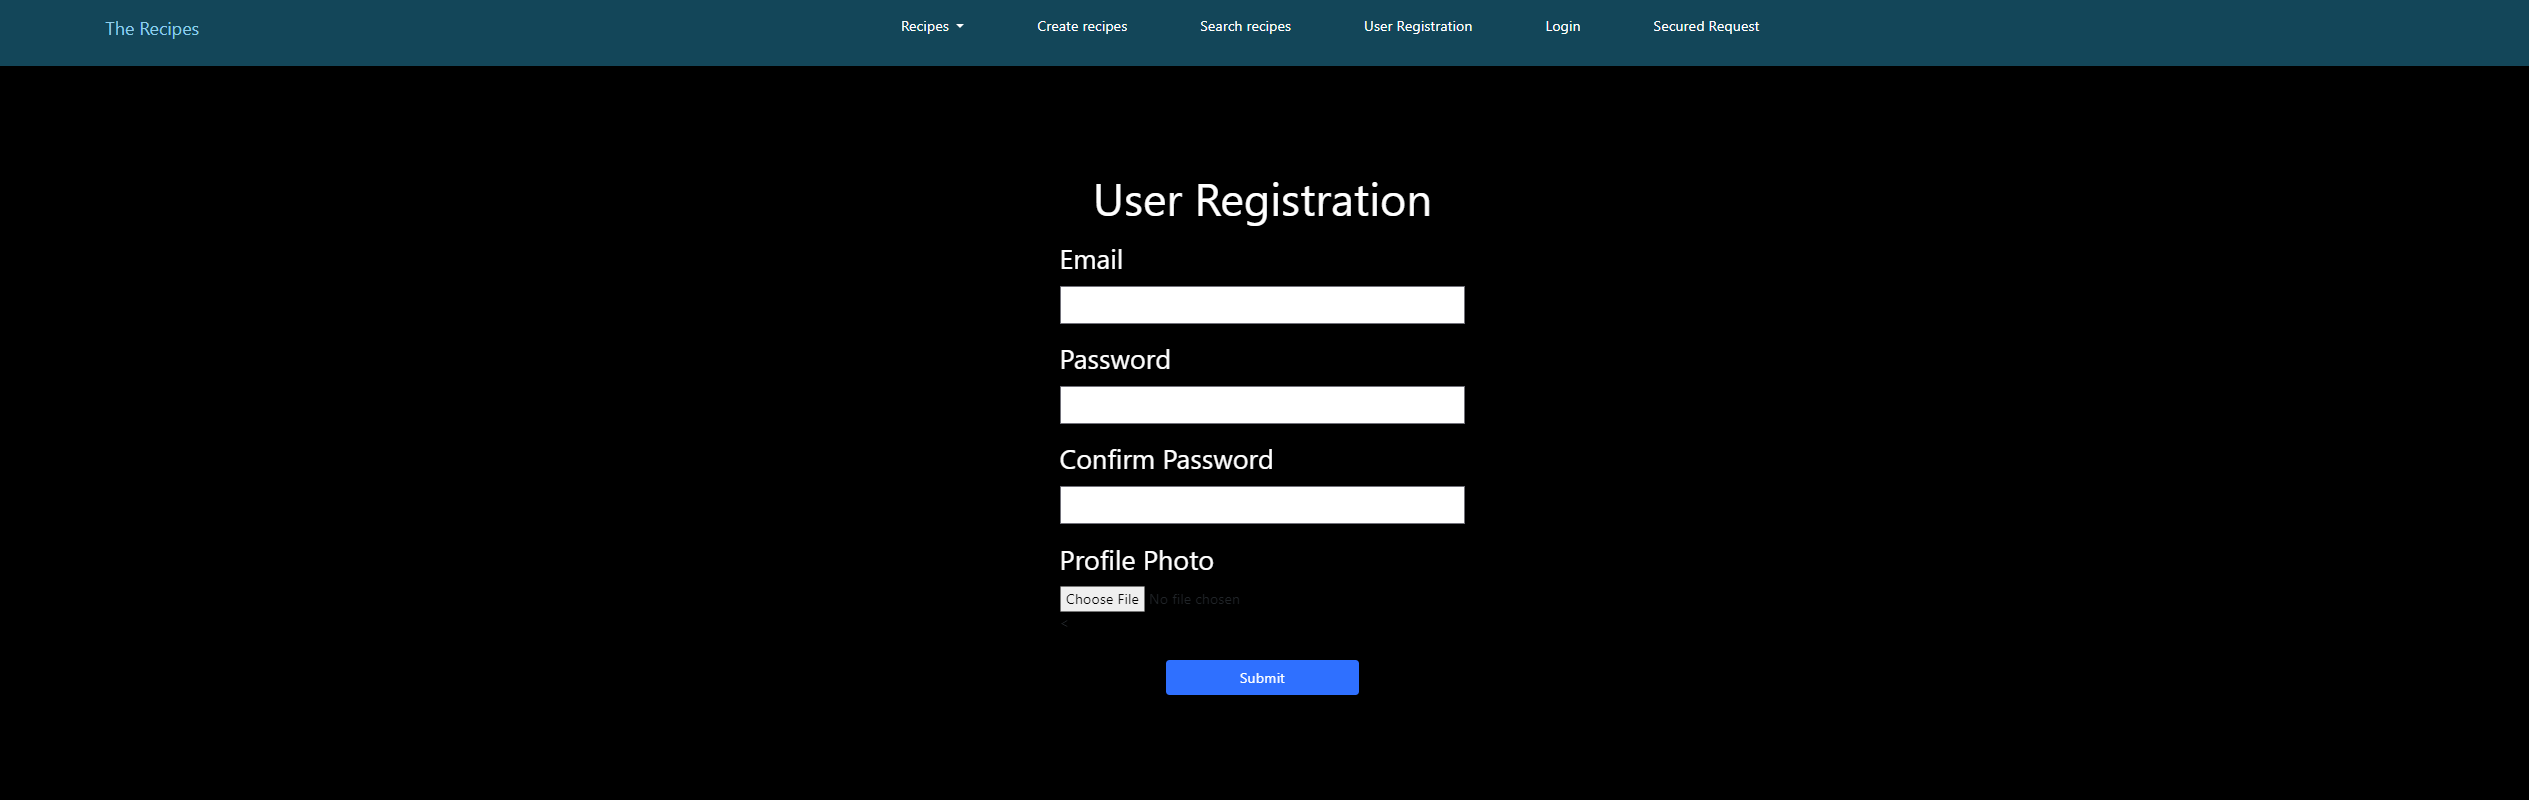 The Recipes
Recipes
Create recipes
Search recipes
User Registration
Login
Secured Request
User Registration
Email
Password
Confirm Password
Profile Photo
Choose File No file chosen
<
Submit